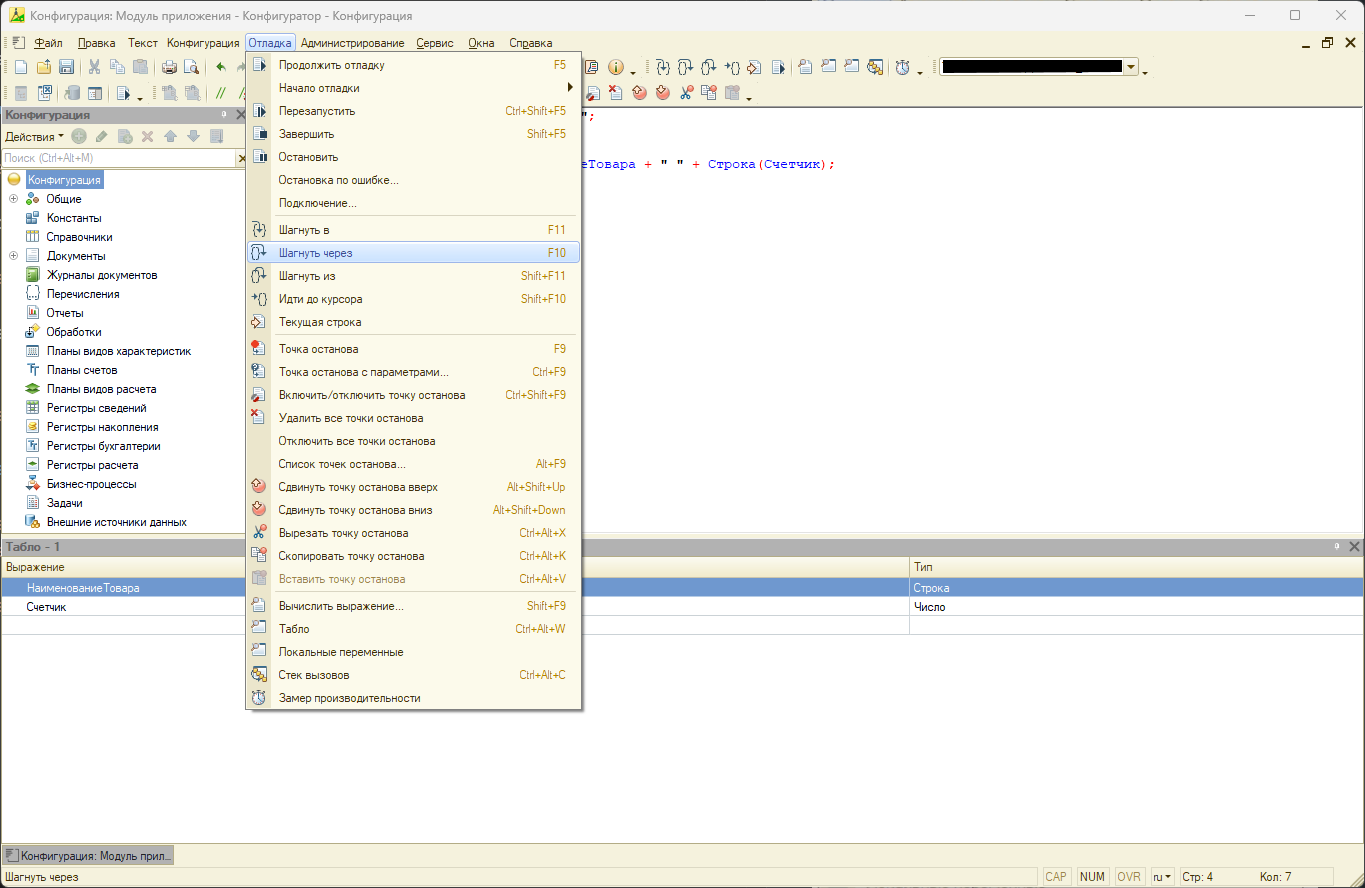 Конфигурация: Модуль приложения - Конфигуратор - Конфигурация
Файл Правка Текст Конфигурация Отладка Администрирование Сервис Окна Справка
Конфигурация
Действия
Поиск (Ctrl+Alt+M)
Конфигурация
Общие
Константы
Справочники
Документы
Журналы документов
Перечисления
Отчеты
Обработки
Планы видов характеристик
Планы счетов
Планы видов расчета
Регистры сведений
Регистры накопления
Регистры бухгалтерии
Регистры расчета
Бизнес-процессы
Задачи
Внешние источники данных
Продолжить отладку F5
Начало отладки
Перезапустить Ctrl+Shift+F5
Завершить Shift+F5
Остановить
Остановка по ошибке...
Подключение...
Шагнуть в F11
Шагнуть через F10
Шагнуть из Shift+F11
Идти до курсора Shift+F10
Текущая строка
Точка останова F9
Точка останова с параметрами... Ctrl+F9
Включить/отключить точку останова Ctrl+Shift+F9
Удалить все точки останова
Отключить все точки останова
Список точек останова... Alt+F9
Сдвинуть точку останова вверх Alt+Shift+Up
Сдвинуть точку останова вниз Alt+Shift+Down
Вырезать точку останова Ctrl+Alt+X
Скопировать точку останова Ctrl+Alt+K
Вставить точку останова Ctrl+Alt+V
Вычислить выражение... Shift+F9
Табло Ctrl+Alt+W
Локальные переменные
Стек вызовов Ctrl+Alt+C
Замер производительности
";
еТовара + " " + Строка(Счетчик);
Табло - 1
Выражение Тип
НаименованиеТовара Строка
Счетчик Число
Конфигурация: Модуль прил...
Шагнуть через CAP NUM OVR ru Стр: 4 Кол: 7